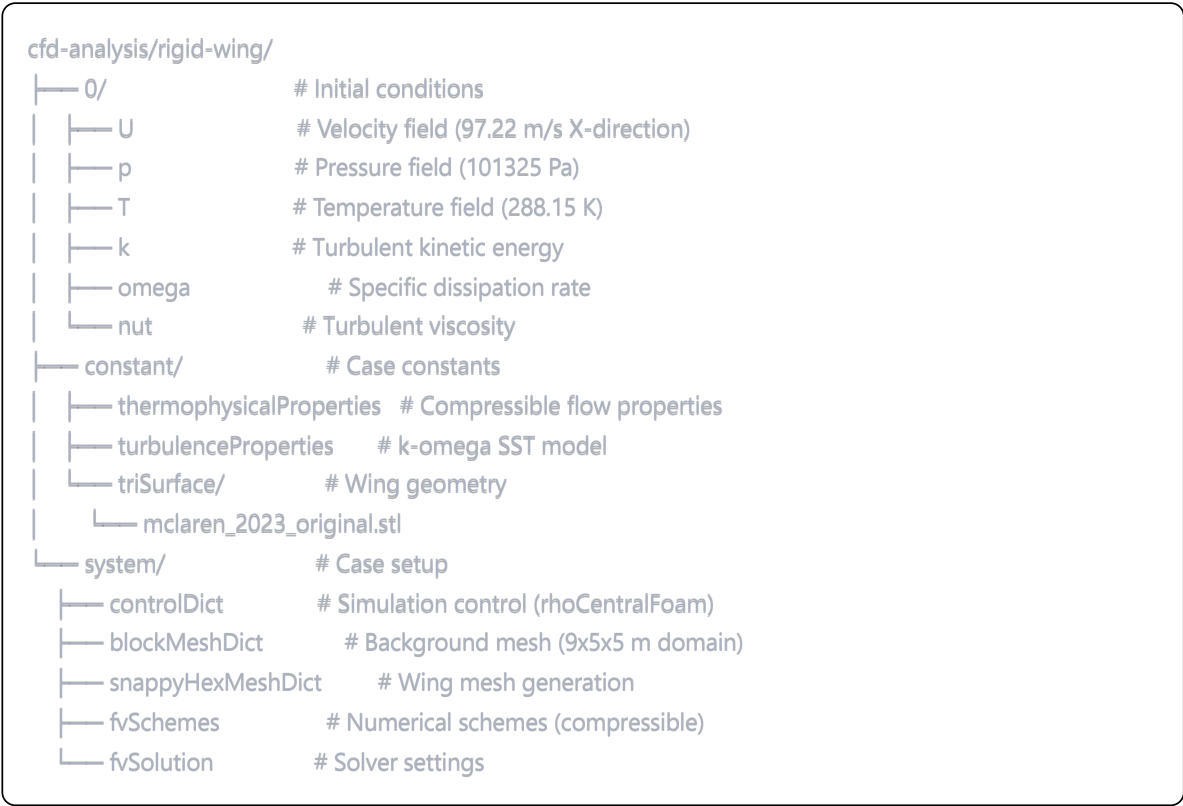 cfd-analysis/rigid-wing/
├── 0/ # Initial conditions
│ ├── U # Velocity field (97.22 m/s X-direction)
│ ├── p # Pressure field (101325 Pa)
│ ├── T # Temperature field (288.15 K)
│ ├── k # Turbulent kinetic energy
│ ├── omega # Specific dissipation rate
│ └── nut # Turbulent viscosity
├── constant/ # Case constants
│ ├── thermophysicalProperties # Compressible flow properties
│ ├── turbulenceProperties # k-omega SST model
│ └── triSurface/ # Wing geometry
│ └── mclaren_2023_original.stl
└── system/ # Case setup
├── controlDict # Simulation control (rhoCentralFoam)
├── blockMeshDict # Background mesh (9x5x5 m domain)
├── snappyHexMeshDict # Wing mesh generation
├── fvSchemes # Numerical schemes (compressible)
└── fvSolution # Solver settings